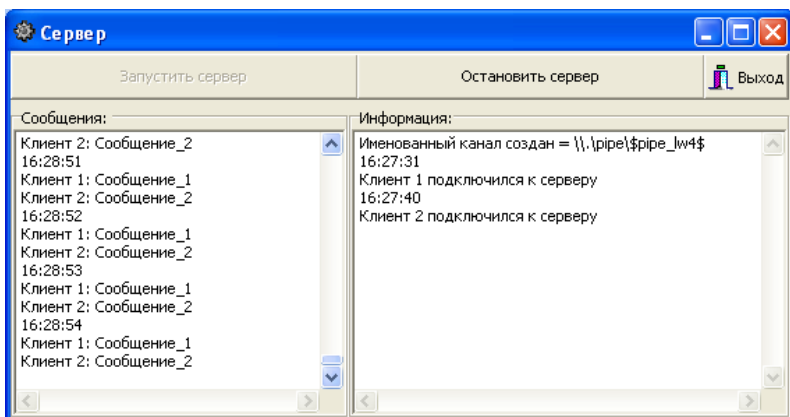 Сервер
Запустить сервер
Остановить сервер
Выход
Сообщения:
Клиент 2: Сообщение_2
16:28:51
Клиент 1: Сообщение_1
Клиент 2: Сообщение_2
16:28:52
Клиент 1: Сообщение_1
Клиент 2: Сообщение_2
16:28:53
Клиент 1: Сообщение_1
Клиент 2: Сообщение_2
16:28:54
Клиент 1: Сообщение_1
Клиент 2: Сообщение_2
Информация:
Именованный канал создан = \\.\pipe\$pipe_lw4$
16:27:31
Клиент 1 подключился к серверу
16:27:40
Клиент 2 подключился к серверу